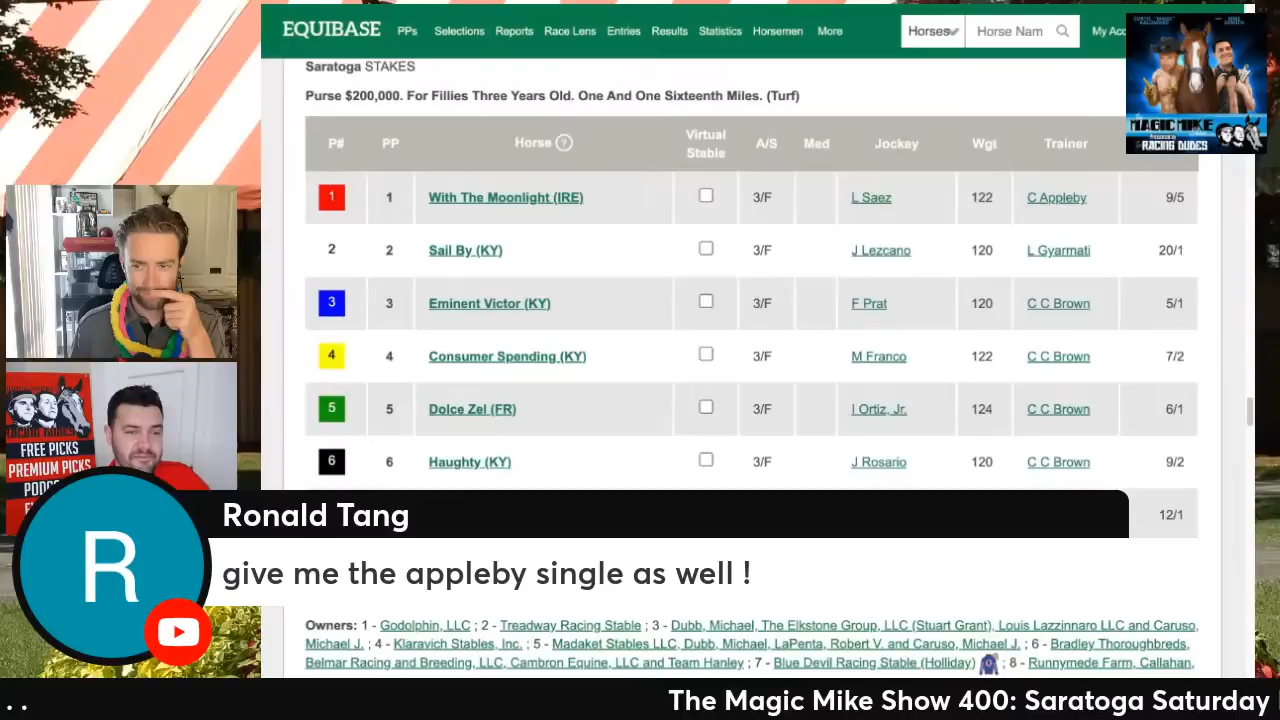 EQUIBASE PPs Selections Reports Race Lens Entries Results Statistics Horsemen More Horses Horse Nam My Acc
Saratoga STAKES
Purse $200,000. For Fillies Three Years Old. One And One Sixteenth Miles. (Turf)
P# PP Horse ? Virtual Stable A/S Med Jockey Wgt Trainer
1 1 With The Moonlight (IRE) 3/F L Saez 122 C Appleby 9/5
2 2 Sail By (KY) 3/F J Lezcano 120 L Gyarmati 20/1
3 3 Eminent Victor (KY) 3/F F Prat 120 C C Brown 5/1
4 4 Consumer Spending (KY) 3/F M Franco 122 C C Brown 7/2
5 5 Dolce Zel (FR) 3/F I Ortiz, Jr. 124 C C Brown 6/1
6 6 Haughty (KY) 3/F J Rosario 120 C C Brown 9/2
12/1
Owners: 1 - Godolphin, LLC ; 2 - Treadway Racing Stable ; 3 - Dubb, Michael, The Elkstone Group, LLC (Stuart Grant), Louis Lazzinnaro LLC and Caruso,
Michael J. ; 4 - Klaravich Stables, Inc. ; 5 - Madaket Stables LLC, Dubb, Michael, LaPenta, Robert V. and Caruso, Michael J. ; 6 - Bradley Thoroughbreds,
Belmar Racing and Breeding, LLC, Cambron Equine, LLC and Team Hanley ; 7 - Blue Devil Racing Stable (Holliday) ; 8 - Runnymede Farm, Callahan,
MAGIC MIKE
RACING DUDES
FREE PICKS
PREMIUM PICKS
R
Ronald Tang
give me the appleby single as well !
. . The Magic Mike Show 400: Saratoga Saturday